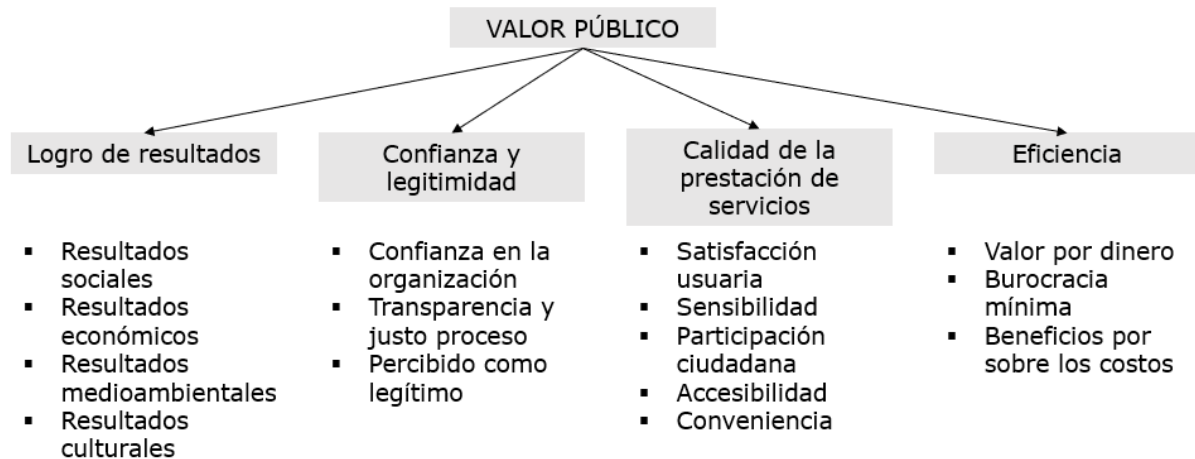 VALOR PÚBLICO
Logro de resultados
▪ Resultados
sociales
▪ Resultados
económicos
▪ Resultados
medioambientales
▪ Resultados
culturales
Confianza y
legitimidad
▪ Confianza en la
organización
▪ Transparencia y
justo proceso
▪ Percibido como
legítimo
Calidad de la
prestación de
servicios
▪ Satisfacción
usuaria
▪ Sensibilidad
▪ Participación
ciudadana
▪ Accesibilidad
▪ Conveniencia
Eficiencia
▪ Valor por dinero
▪ Burocracia
mínima
▪ Beneficios por
sobre los costos